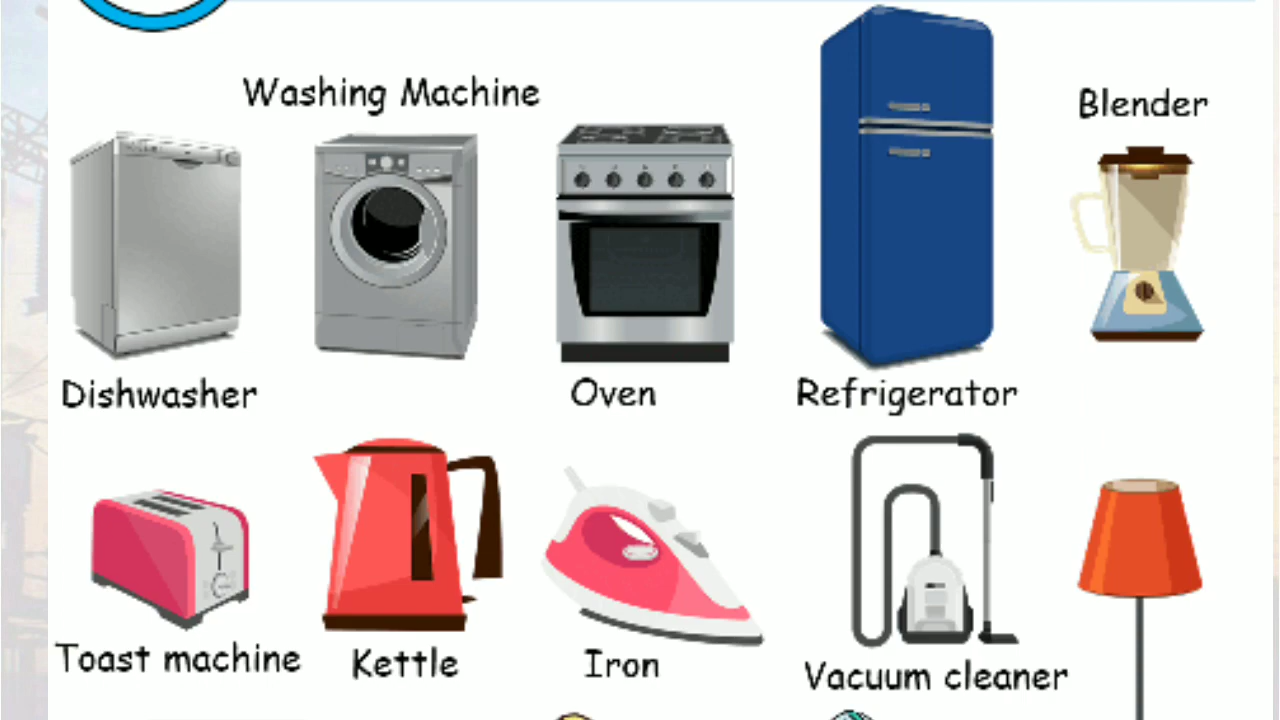 Washing Machine
Blender
Dishwasher
Oven
Refrigerator
Toast machine
Kettle
Iron
Vacuum cleaner